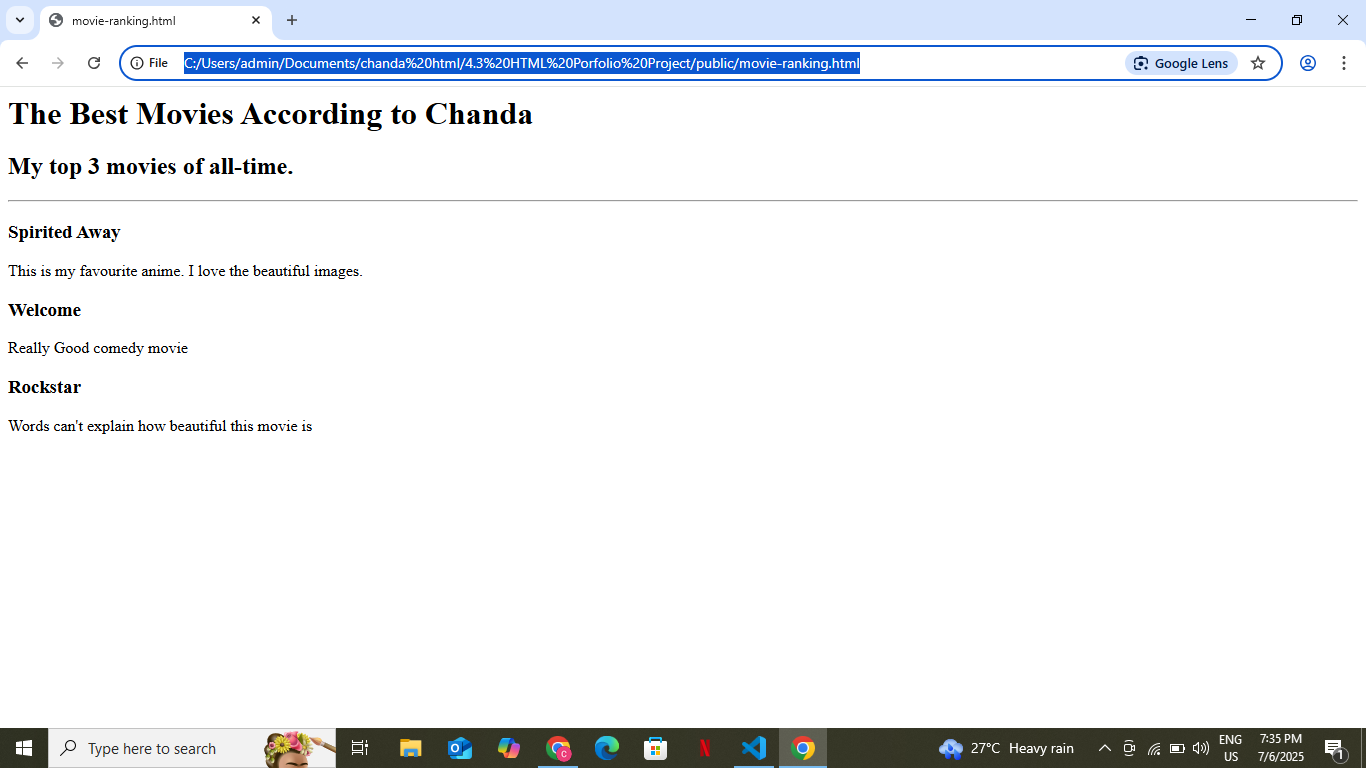 movie-ranking.html
File
C:/Users/admin/Documents/chanda%20html/4.3%20HTML%20Porfolio%20Project/public/movie-ranking.html
Google Lens
The Best Movies According to Chanda
My top 3 movies of all-time.
Spirited Away
This is my favourite anime. I love the beautiful images.
Welcome
Really Good comedy movie
Rockstar
Words can't explain how beautiful this movie is
Type here to search
C
N
27°C Heavy rain
ENG
US
7:35 PM
7/6/2025
1